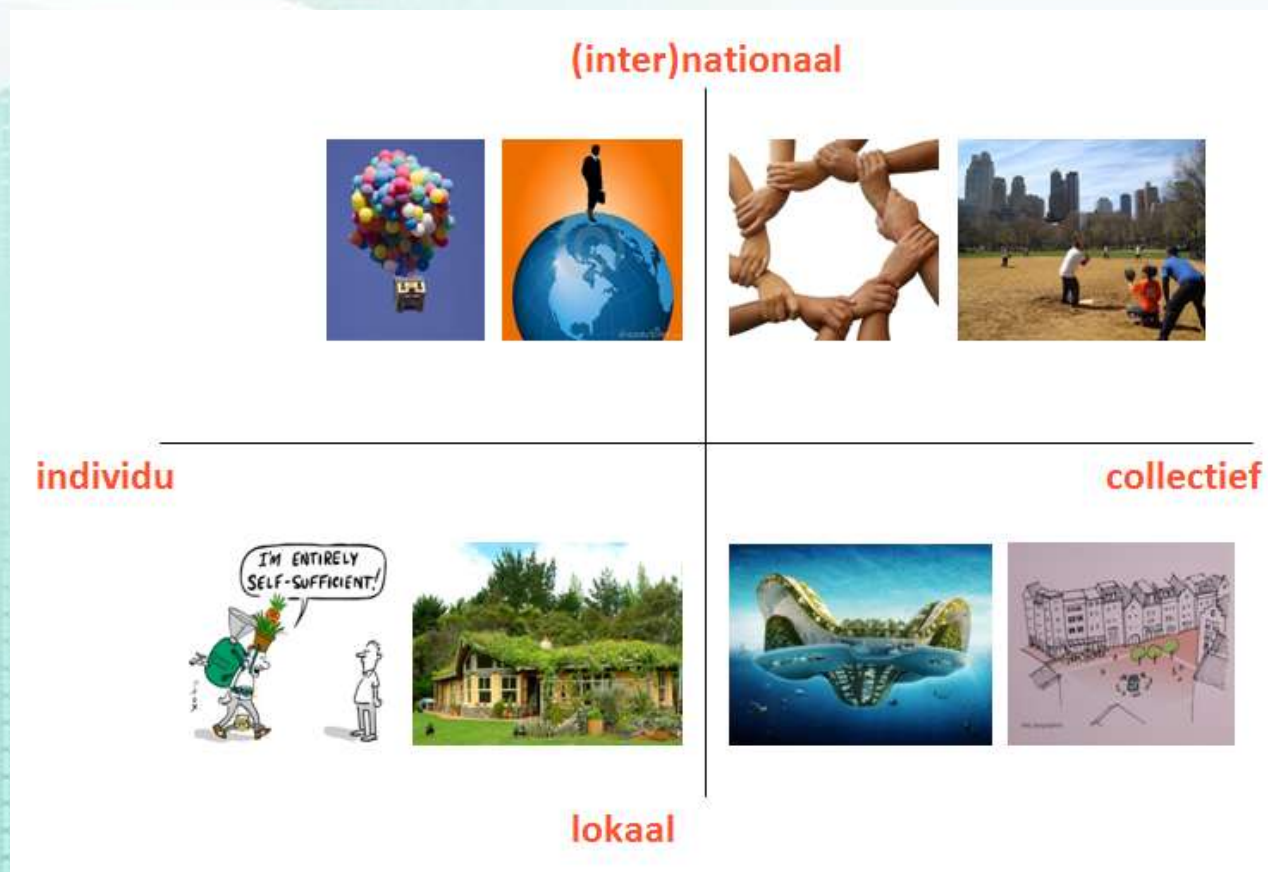 (inter)nationaal
individu
collectief
I'M ENTIRELY
SELF-SUFFICIENT!
lokaal